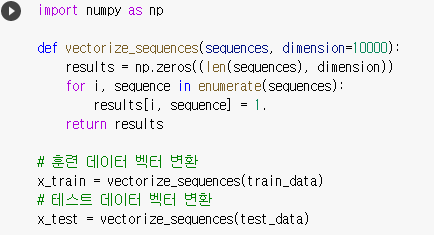 import numpy as np
def vectorize_sequences(sequences, dimension=10000):
    results = np.zeros((len(sequences), dimension))
    for i, sequence in enumerate(sequences):
        results[i, sequence] = 1.
    return results
# 훈련 데이터 벡터 변환
x_train = vectorize_sequences(train_data)
# 테스트 데이터 벡터 변환
x_test = vectorize_sequences(test_data)